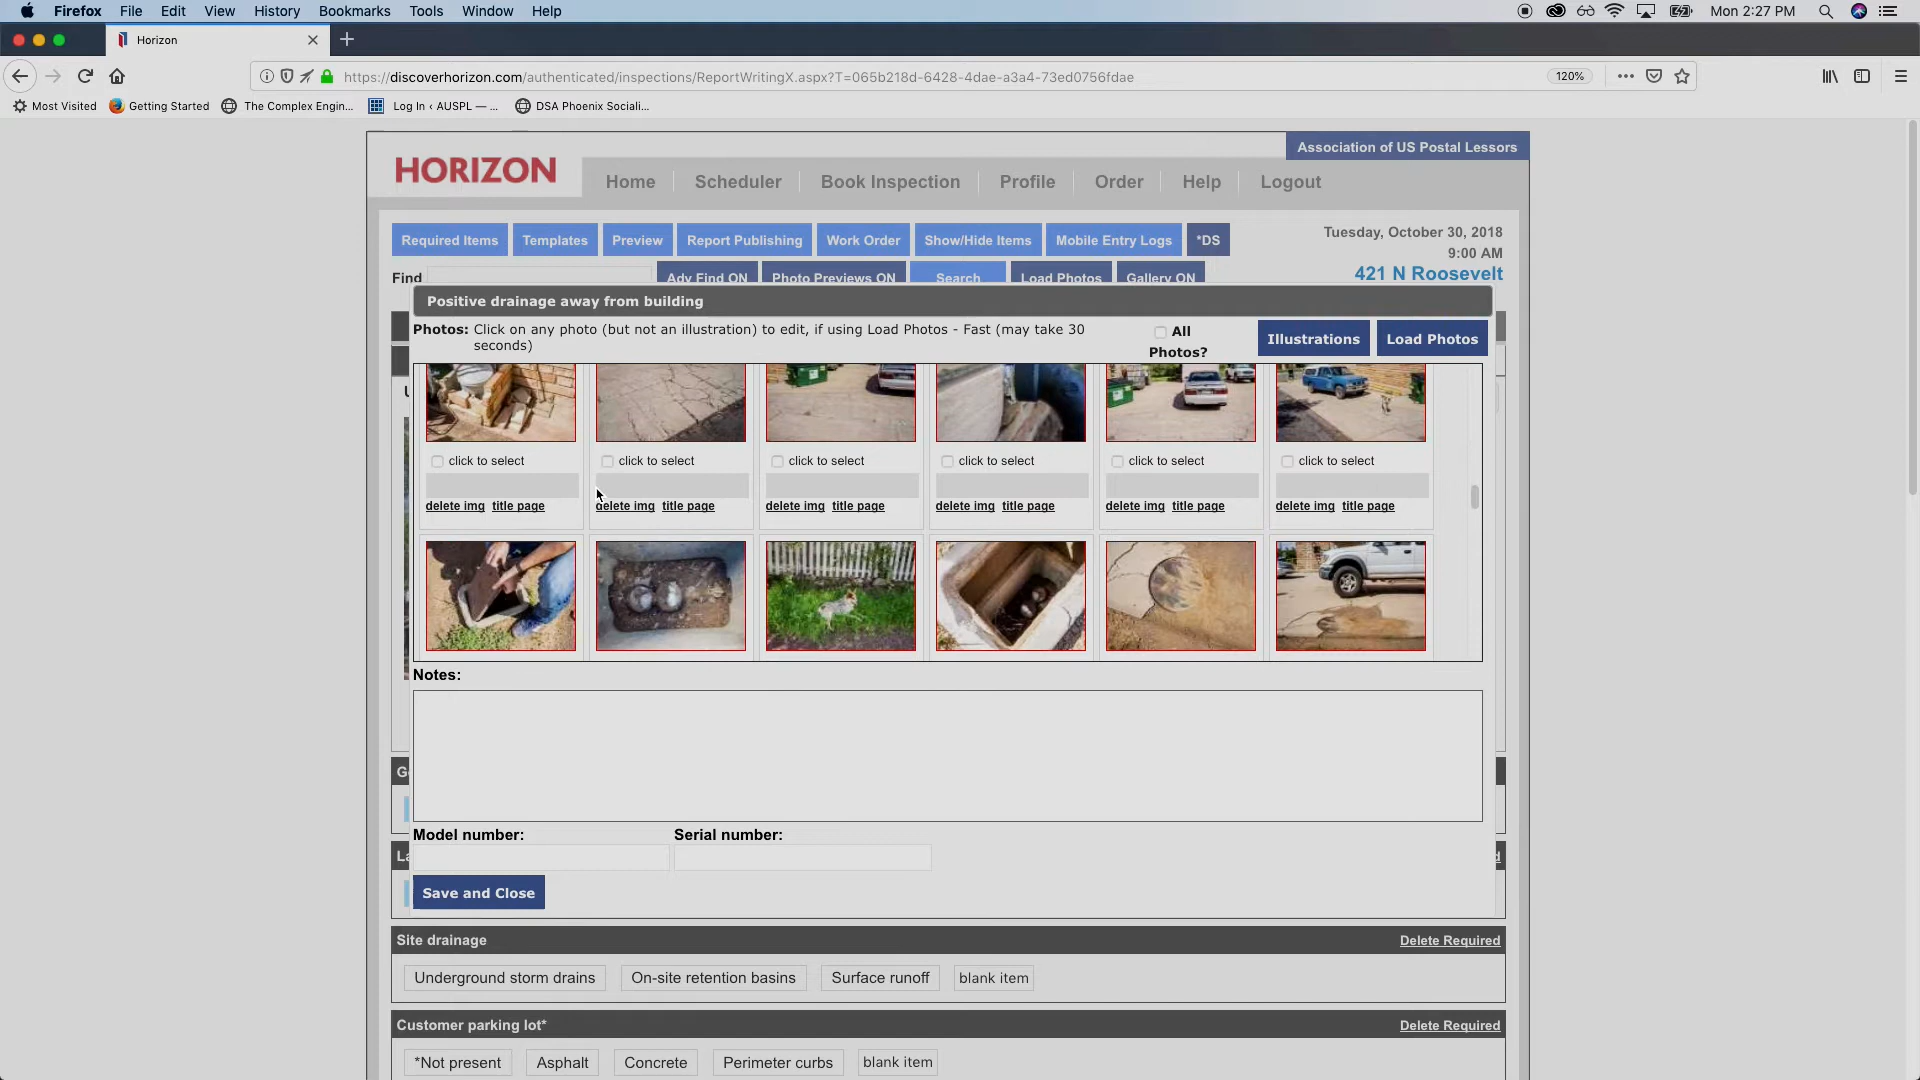 Firefox File Edit View History Bookmarks Tools Window Help Mon 2:27 PM
Horizon
https://discoverhorizon.com/authenticated/inspections/ReportWritingX.aspx?T=065b218d-6428-4dae-a3a4-73ed0756fdae 120%
Most Visited Getting Started The Complex Engin... Log In ‹ AUSPL — ... DSA Phoenix Sociali...
Association of US Postal Lessors
HORIZON Home Scheduler Book Inspection Profile Order Help Logout
Required Items Templates Preview Report Publishing Work Order Show/Hide Items Mobile Entry Logs *DS
Tuesday, October 30, 2018
9:00 AM
Find Adv Find ON Photo Previews ON Search Load Photos Gallery ON 421 N Roosevelt
Positive drainage away from building
Photos: Click on any photo (but not an illustration) to edit, if using Load Photos - Fast (may take 30
seconds)
All
Photos?
Illustrations Load Photos
click to select click to select click to select click to select click to select click to select
delete img title page delete img title page delete img title page delete img title page delete img title page delete img title page
Notes:
Model number: Serial number:
Save and Close
Site drainage Delete Required
Underground storm drains On-site retention basins Surface runoff blank item
Customer parking lot* Delete Required
*Not present Asphalt Concrete Perimeter curbs blank item